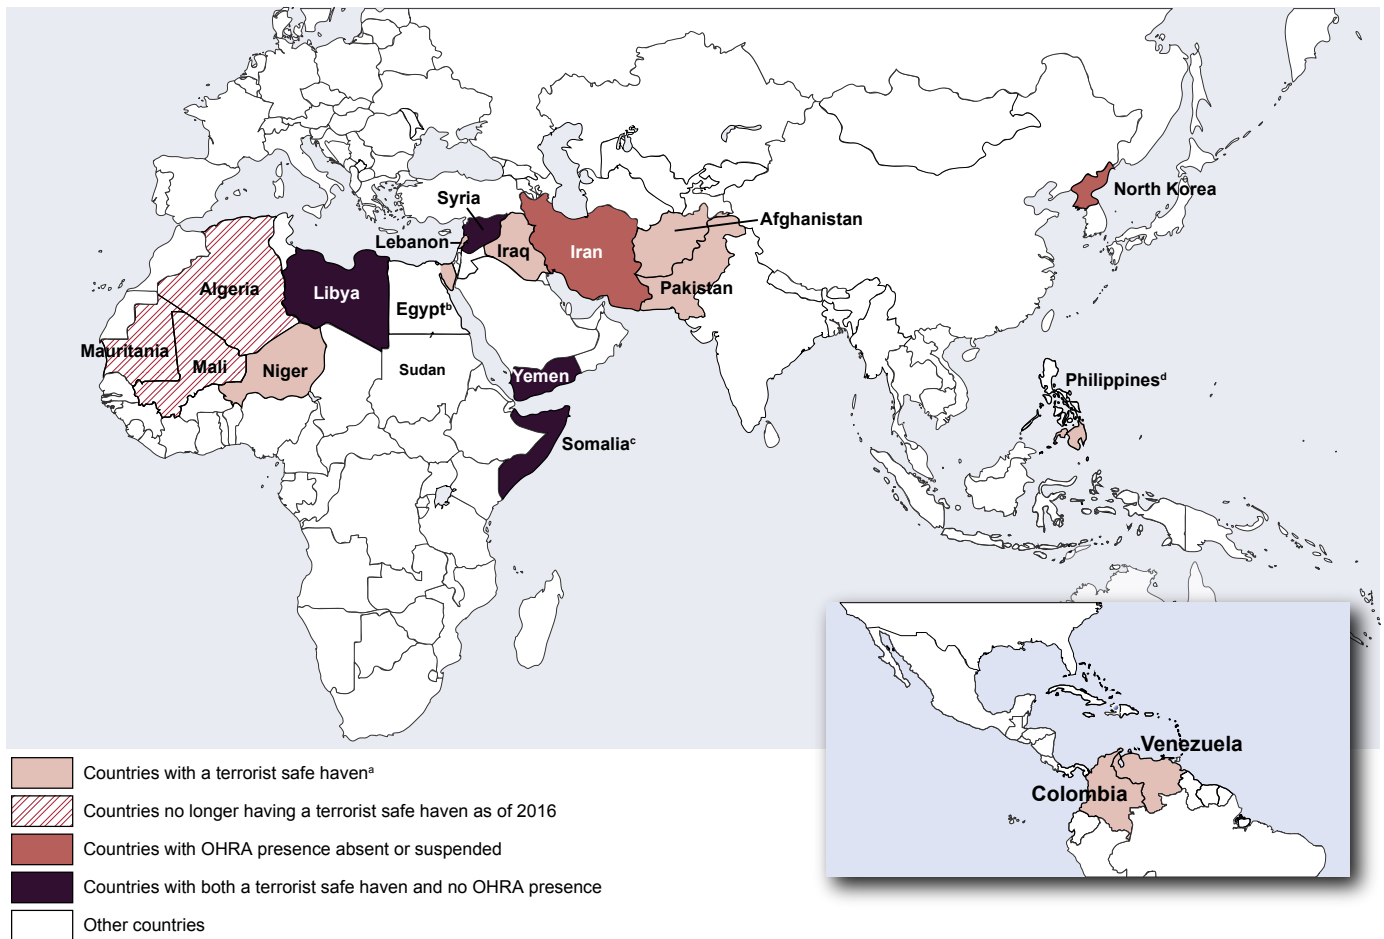 North Korea
Syria
Afghanistan
Lebanon
Iraq
Iran
Algeria
Libya
Pakistan
Egyptᵇ
Mauritania
Mali
Niger
Sudan
Yemen
Philippinesᵈ
Somaliaᶜ
Venezuela
Colombia
Countries with a terrorist safe havenᵃ
Countries no longer having a terrorist safe haven as of 2016
Countries with OHRA presence absent or suspended
Countries with both a terrorist safe haven and no OHRA presence
Other countries